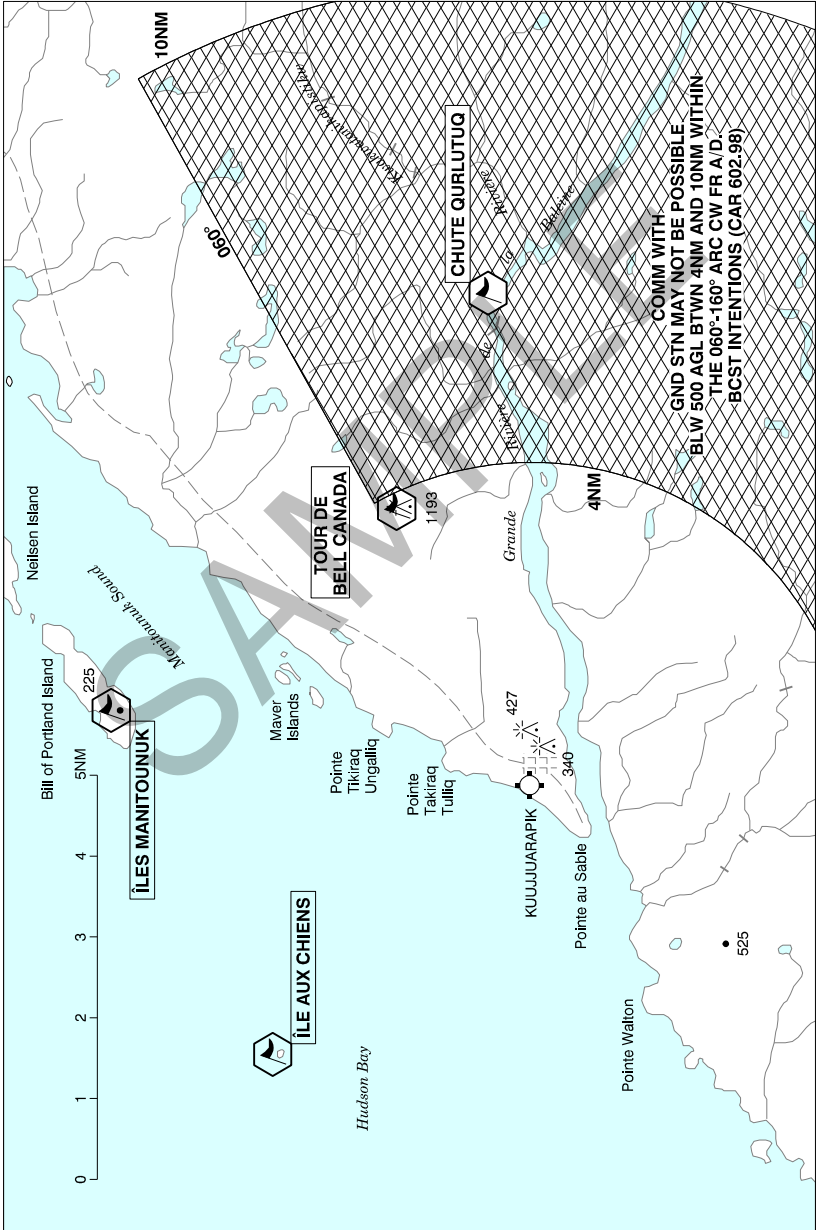 Neilsen Island
Bill of Portland Island
225
Manitounuk Sound
ÎLES MANITOUNUK
0 1 2 3 4 5NM
10NM
060°
Kwakwatanikapistikw
TOUR DE
BELL CANADA
1193
CHUTE QURLUTUQ
Rivière
Grande
Rivière
de
la
Baleine
4NM
Maver
Islands
Pointe
Tikiraq
Ungalliq
Pointe
Takiraq
Tulliq
ÎLE AUX CHIENS
Hudson Bay
427
340
KUUJJUARAPIK
Pointe au Sable
Pointe Walton
525
COMM WITH
GND STN MAY NOT BE POSSIBLE
BLW 500 AGL BTWN 4NM AND 10NM WITHIN
THE 060°-160° ARC CW FR A/D.
BCST INTENTIONS (CAR 602.98)
SAMPLE